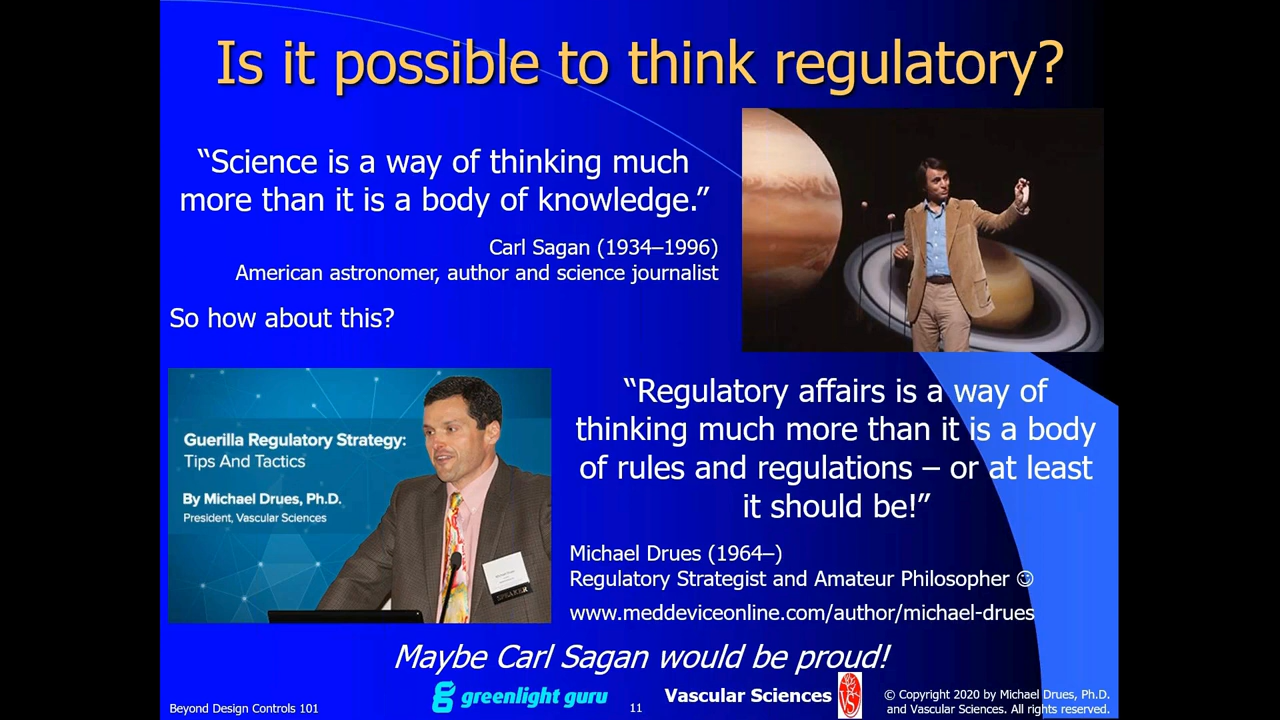 Is it possible to think regulatory?
“Science is a way of thinking much
more than it is a body of knowledge.”
Carl Sagan (1934–1996)
American astronomer, author and science journalist
So how about this?
Guerilla Regulatory Strategy:
Tips And Tactics
By Michael Drues, Ph.D.
President, Vascular Sciences
SPEAKER
“Regulatory affairs is a way of
thinking much more than it is a body
of rules and regulations – or at least
it should be!”
Michael Drues (1964–)
Regulatory Strategist and Amateur Philosopher ☺
www.meddeviceonline.com/author/michael-drues
Maybe Carl Sagan would be proud!
Beyond Design Controls 101
greenlight guru
11
Vascular Sciences
VS
© Copyright 2020 by Michael Drues, Ph.D.
and Vascular Sciences. All rights reserved.